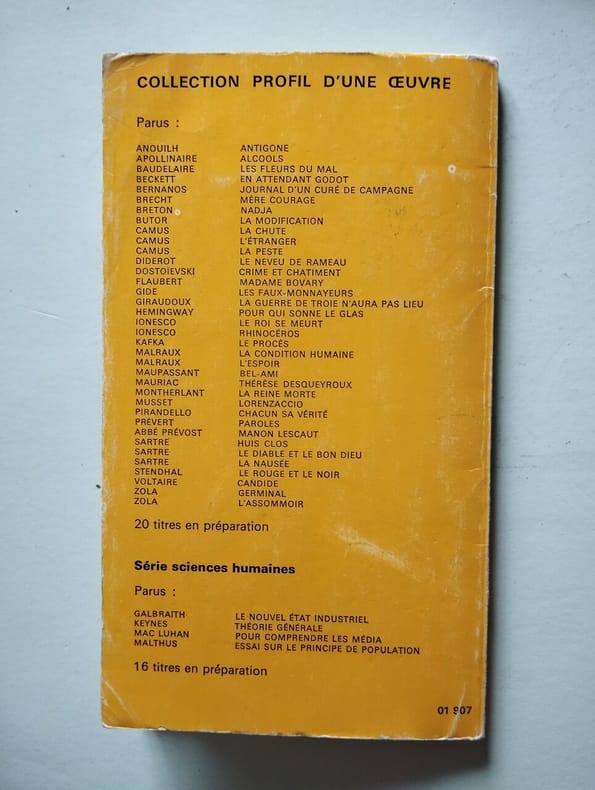 COLLECTION PROFIL D'UNE ŒUVRE
Parus :
ANOUILH ANTIGONE
APOLLINAIRE ALCOOLS
BAUDELAIRE LES FLEURS DU MAL
BECKETT EN ATTENDANT GODOT
BERNANOS JOURNAL D'UN CURÉ DE CAMPAGNE
BRECHT MÈRE COURAGE
BRETON NADJA
BUTOR LA MODIFICATION
CAMUS LA CHUTE
CAMUS L'ÉTRANGER
CAMUS LA PESTE
DIDEROT LE NEVEU DE RAMEAU
DOSTOÏEVSKI CRIME ET CHATIMENT
FLAUBERT MADAME BOVARY
GIDE LES FAUX-MONNAYEURS
GIRAUDOUX LA GUERRE DE TROIE N'AURA PAS LIEU
HEMINGWAY POUR QUI SONNE LE GLAS
IONESCO LE ROI SE MEURT
IONESCO RHINOCÉROS
KAFKA LE PROCÈS
MALRAUX LA CONDITION HUMAINE
MALRAUX L'ESPOIR
MAUPASSANT BEL-AMI
MAURIAC THÉRÈSE DESQUEYROUX
MONTHERLANT LA REINE MORTE
MUSSET LORENZACCIO
PIRANDELLO CHACUN SA VÉRITÉ
PRÉVERT PAROLES
ABBÉ PRÉVOST MANON LESCAUT
SARTRE HUIS CLOS
SARTRE LE DIABLE ET LE BON DIEU
SARTRE LA NAUSÉE
STENDHAL LE ROUGE ET LE NOIR
VOLTAIRE CANDIDE
ZOLA GERMINAL
ZOLA L'ASSOMMOIR
20 titres en préparation
Série sciences humaines
Parus :
GALBRAITH LE NOUVEL ÉTAT INDUSTRIEL
KEYNES THÉORIE GÉNÉRALE
MAC LUHAN POUR COMPRENDRE LES MÉDIA
MALTHUS ESSAI SUR LE PRINCIPE DE POPULATION
16 titres en préparation
01 907